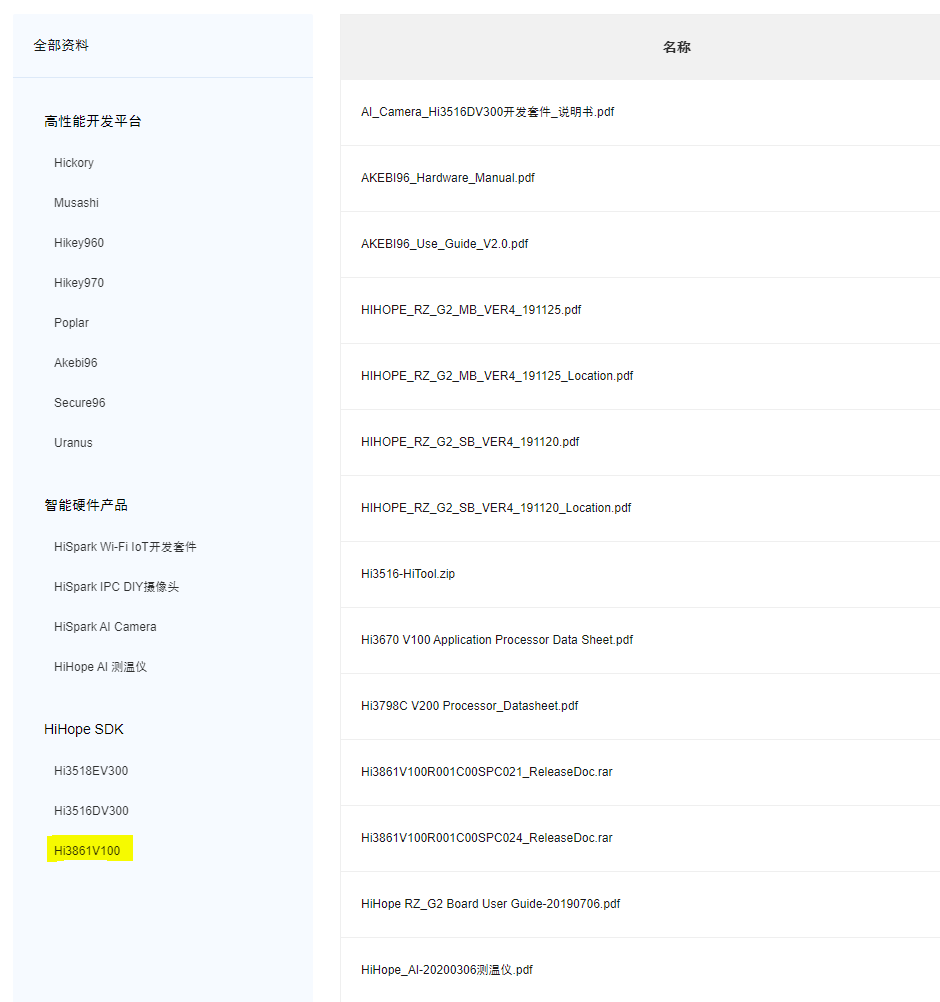 全部资料
高性能开发平台
Hickory
Musashi
Hikey960
Hikey970
Poplar
Akebi96
Secure96
Uranus
智能硬件产品
HiSpark Wi-Fi IoT开发套件
HiSpark IPC DIY摄像头
HiSpark AI Camera
HiHope AI 测温仪
HiHope SDK
Hi3518EV300
Hi3516DV300
Hi3861V100
名称
AI_Camera_Hi3516DV300开发套件_说明书.pdf
AKEBI96_Hardware_Manual.pdf
AKEBI96_Use_Guide_V2.0.pdf
HIHOPE_RZ_G2_MB_VER4_191125.pdf
HIHOPE_RZ_G2_MB_VER4_191125_Location.pdf
HIHOPE_RZ_G2_SB_VER4_191120.pdf
HIHOPE_RZ_G2_SB_VER4_191120_Location.pdf
Hi3516-HiTool.zip
Hi3670 V100 Application Processor Data Sheet.pdf
Hi3798C V200 Processor_Datasheet.pdf
Hi3861V100R001C00SPC021_ReleaseDoc.rar
Hi3861V100R001C00SPC024_ReleaseDoc.rar
HiHope RZ_G2 Board User Guide-20190706.pdf
HiHope_AI-20200306测温仪.pdf